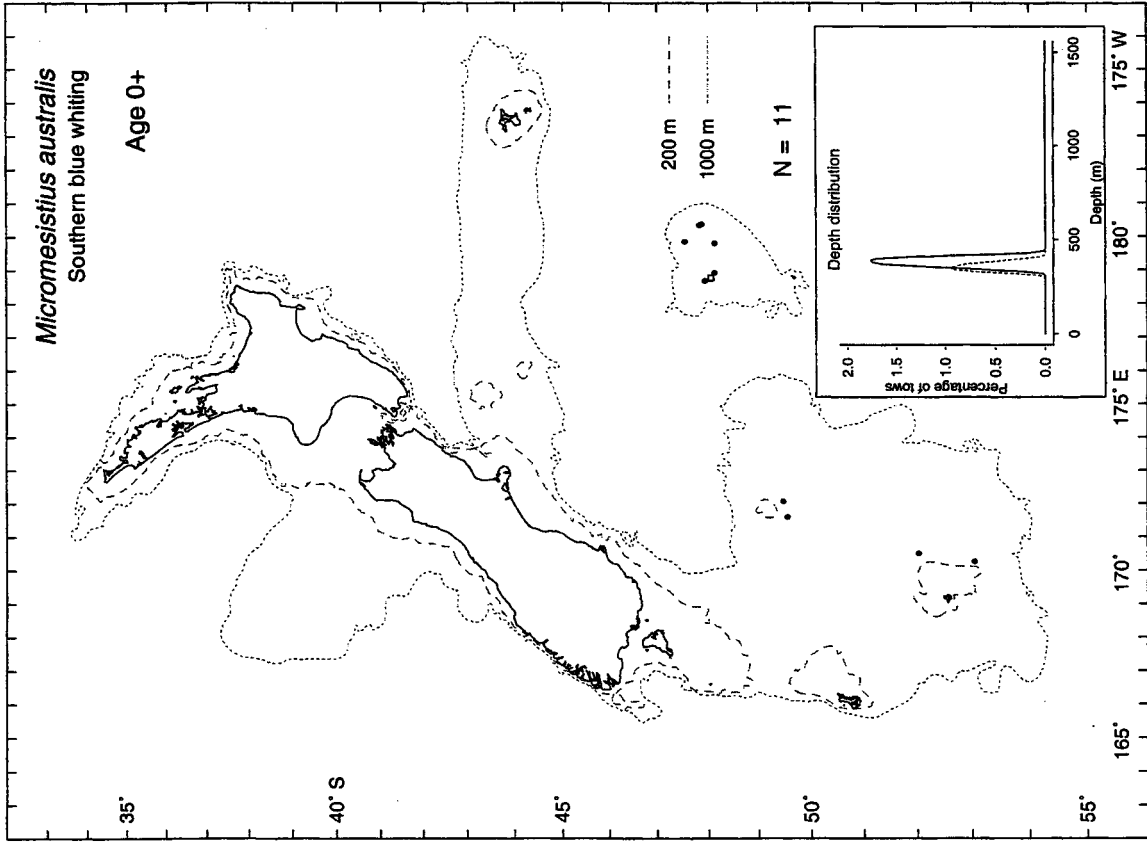 Micromesistius australis
Southern blue whiting
Age 0+
35°
40° S
45°
50°
55°
165°
170°
175° E
180°
175° W
200 m
1000 m
N = 11
Depth distribution
Percentage of tows
2.0
1.5
1.0
0.5
0.0
0
500
1000
1500
Depth (m)